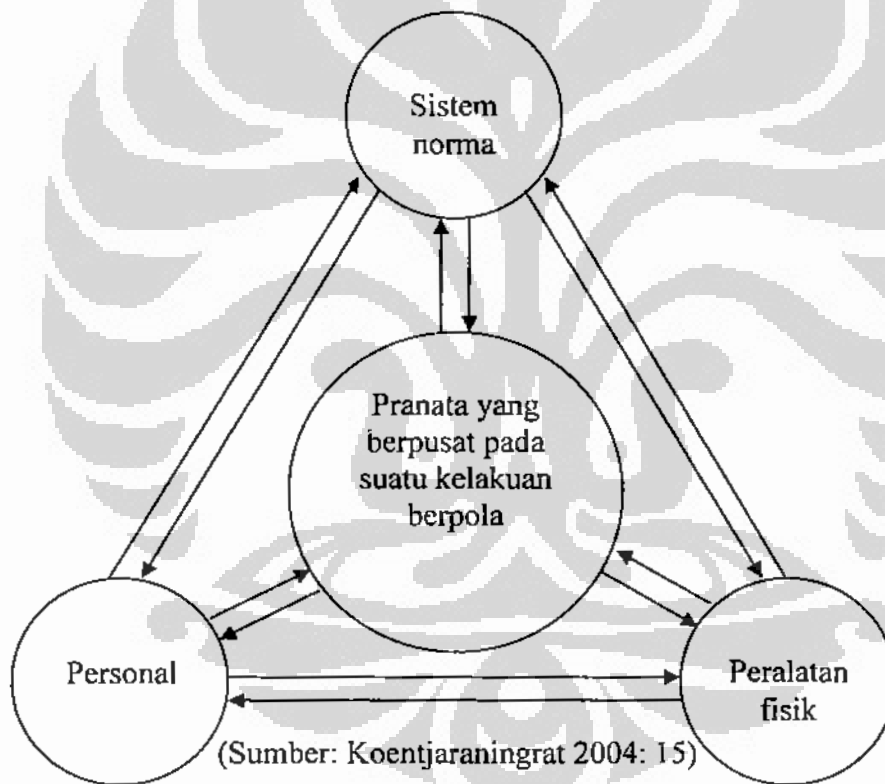 Sistem
norma
Pranata yang
berpusat pada
suatu kelakuan
berpola
Personal
Peralatan
fisik
(Sumber: Koentjaraningrat 2004: 15)